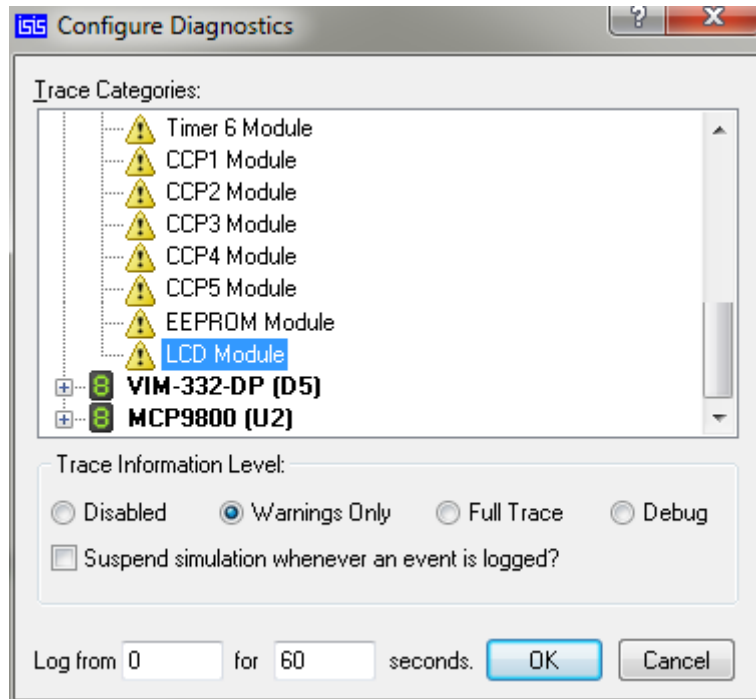 isis Configure Diagnostics ? X
Trace Categories:
Timer 6 Module
CCP1 Module
CCP2 Module
CCP3 Module
CCP4 Module
CCP5 Module
EEPROM Module
LCD Module
VIM-332-DP (D5)
MCP9800 (U2)
Trace Information Level:
Disabled Warnings Only Full Trace Debug
Suspend simulation whenever an event is logged?
Log from 0 for 60 seconds. OK Cancel